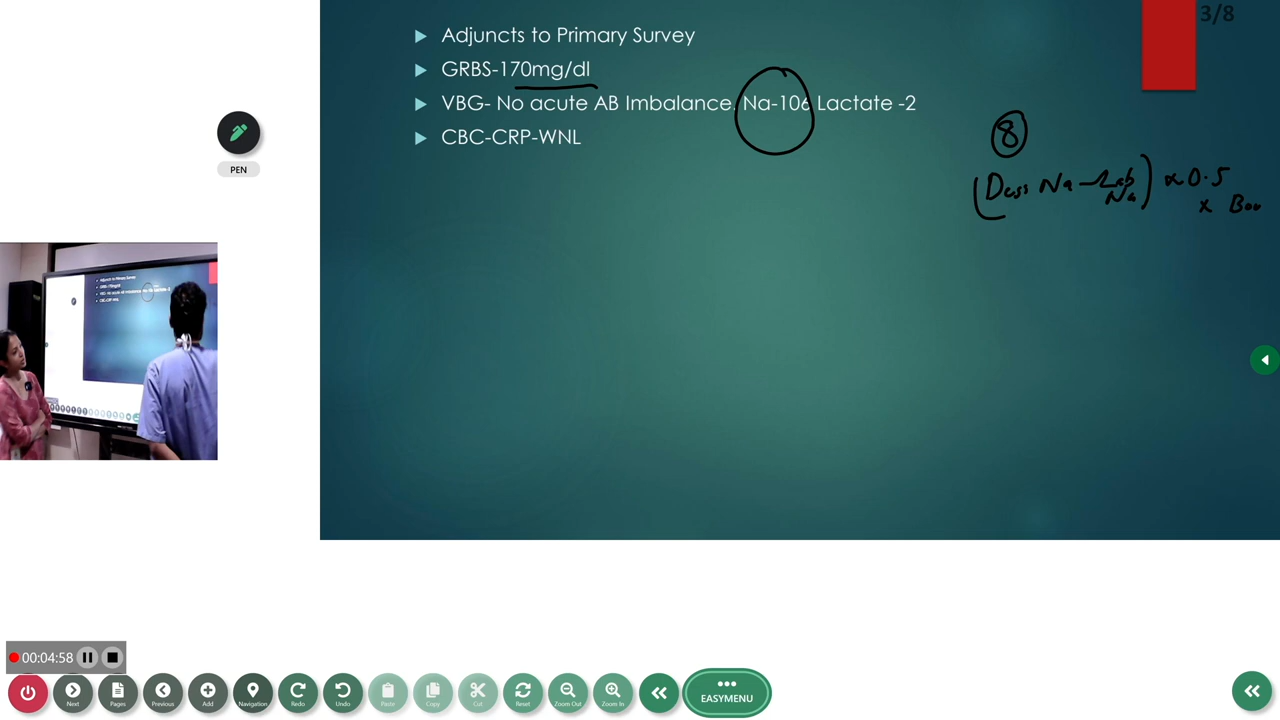 3/8
Adjuncts to Primary Survey
GRBS-170mg/dl
VBG- No acute AB Imbalance. Na-106 Lactate -2
CBC-CRP-WNL
8
Na - Lab Na) x 0.5
x
PEN
00:04:58
Next
Pages
Previous
Add
Navigation
Redo
Undo
Paste
Copy
Cut
Reset
Zoom Out
Zoom In
EASYMENU